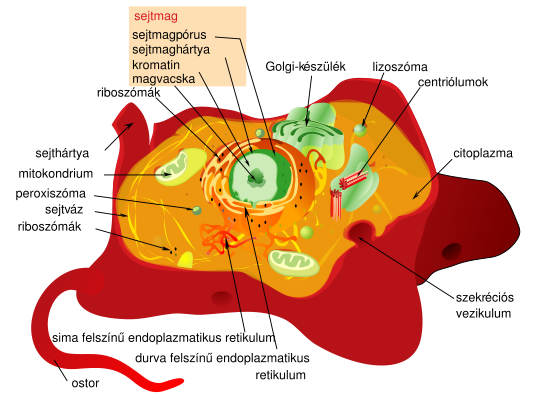 sejtmag
sejtmagpórus
sejtmaghártya
kromatin
magvacska
riboszómák
Golgi-készülék
lizoszóma
centriólumok
sejthártya
mitokondrium
peroxiszóma
sejtváz
riboszómák
citoplazma
szekréciós
vezikulum
sima felszínű endoplazmatikus retikulum
durva felszínű endoplazmatikus
retikulum
ostor